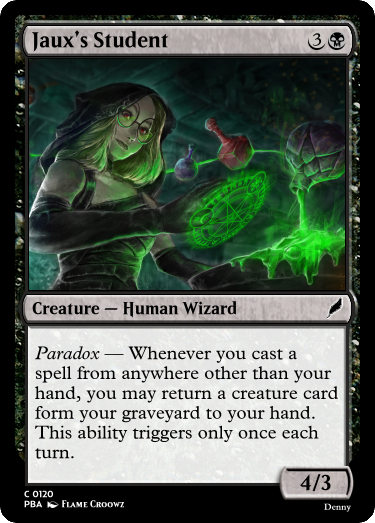 Jaux's Student 3
Creature — Human Wizard
Paradox — Whenever you cast a
spell from anywhere other than your
hand, you may return a creature card
form your graveyard to your hand.
This ability triggers only once each
turn.
4/3
C 0120
PBA Flame Croowz
Denny